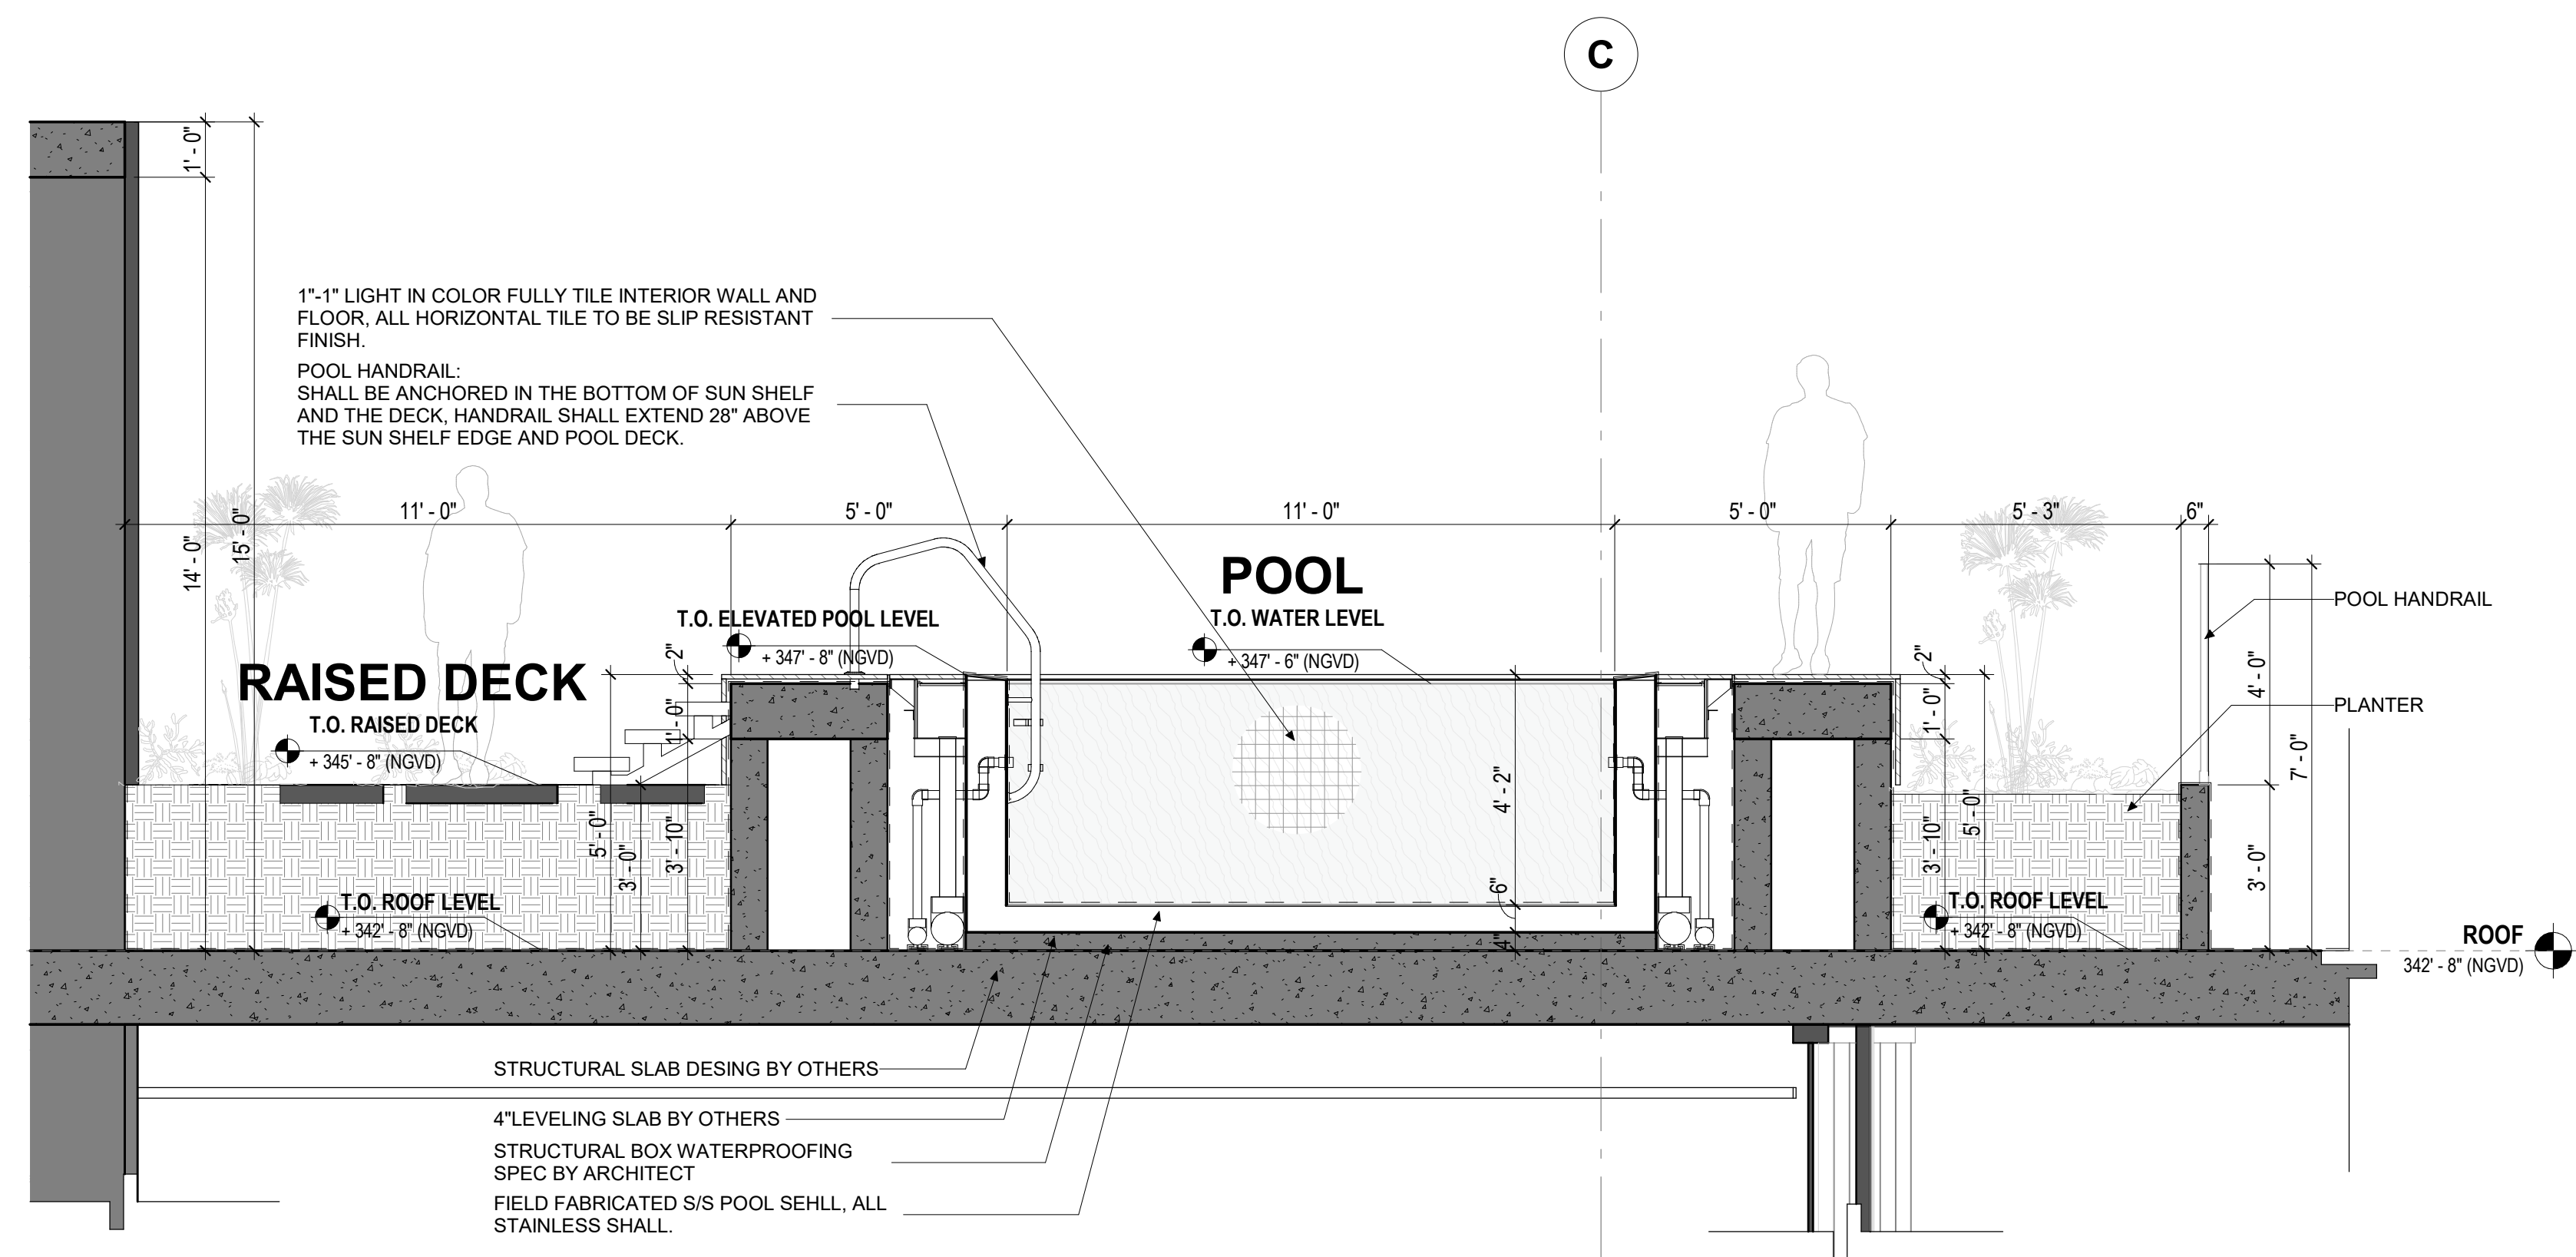 C
1' - 0"
1"-1" LIGHT IN COLOR FULLY TILE INTERIOR WALL AND
FLOOR, ALL HORIZONTAL TILE TO BE SLIP RESISTANT
FINISH.
POOL HANDRAIL:
SHALL BE ANCHORED IN THE BOTTOM OF SUN SHELF
AND THE DECK, HANDRAIL SHALL EXTEND 28" ABOVE
THE SUN SHELF EDGE AND POOL DECK.
11' - 0"
5' - 0"
11' - 0"
5' - 0"
5' - 3"
6"
14' - 0"
15' - 0"
POOL
T.O. WATER LEVEL
+ 347' - 6" (NGVD)
T.O. ELEVATED POOL LEVEL
+ 347' - 8" (NGVD)
POOL HANDRAIL
RAISED DECK
T.O. RAISED DECK
+ 345' - 8" (NGVD)
2"
1' - 0"
2"
1' - 0"
4' - 0"
7' - 0"
PLANTER
5' - 0"
3' - 0"
3' - 10"
4' - 2"
6"
4"
3' - 10"
5' - 0"
3' - 0"
T.O. ROOF LEVEL
+ 342' - 8" (NGVD)
T.O. ROOF LEVEL
+ 342' - 8" (NGVD)
ROOF
342' - 8" (NGVD)
STRUCTURAL SLAB DESING BY OTHERS
4"LEVELING SLAB BY OTHERS
STRUCTURAL BOX WATERPROOFING
SPEC BY ARCHITECT
FIELD FABRICATED S/S POOL SEHLL, ALL
STAINLESS SHALL.